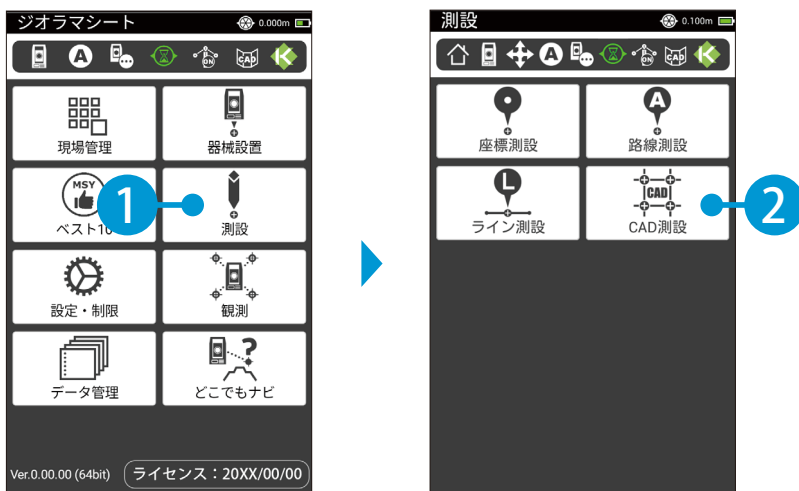 ジオラマシート
0.000m
A
ON
CAD
現場管理
器械設置
MSY
ベスト10
1
測設
設定・制限
観測
データ管理
?
どこでもナビ
Ver.0.00.00 (64bit)
ライセンス：20XX/00/00
測設
0.100m
A
ON
CAD
座標測設
A
路線測設
L
ライン測設
CAD
CAD測設
2